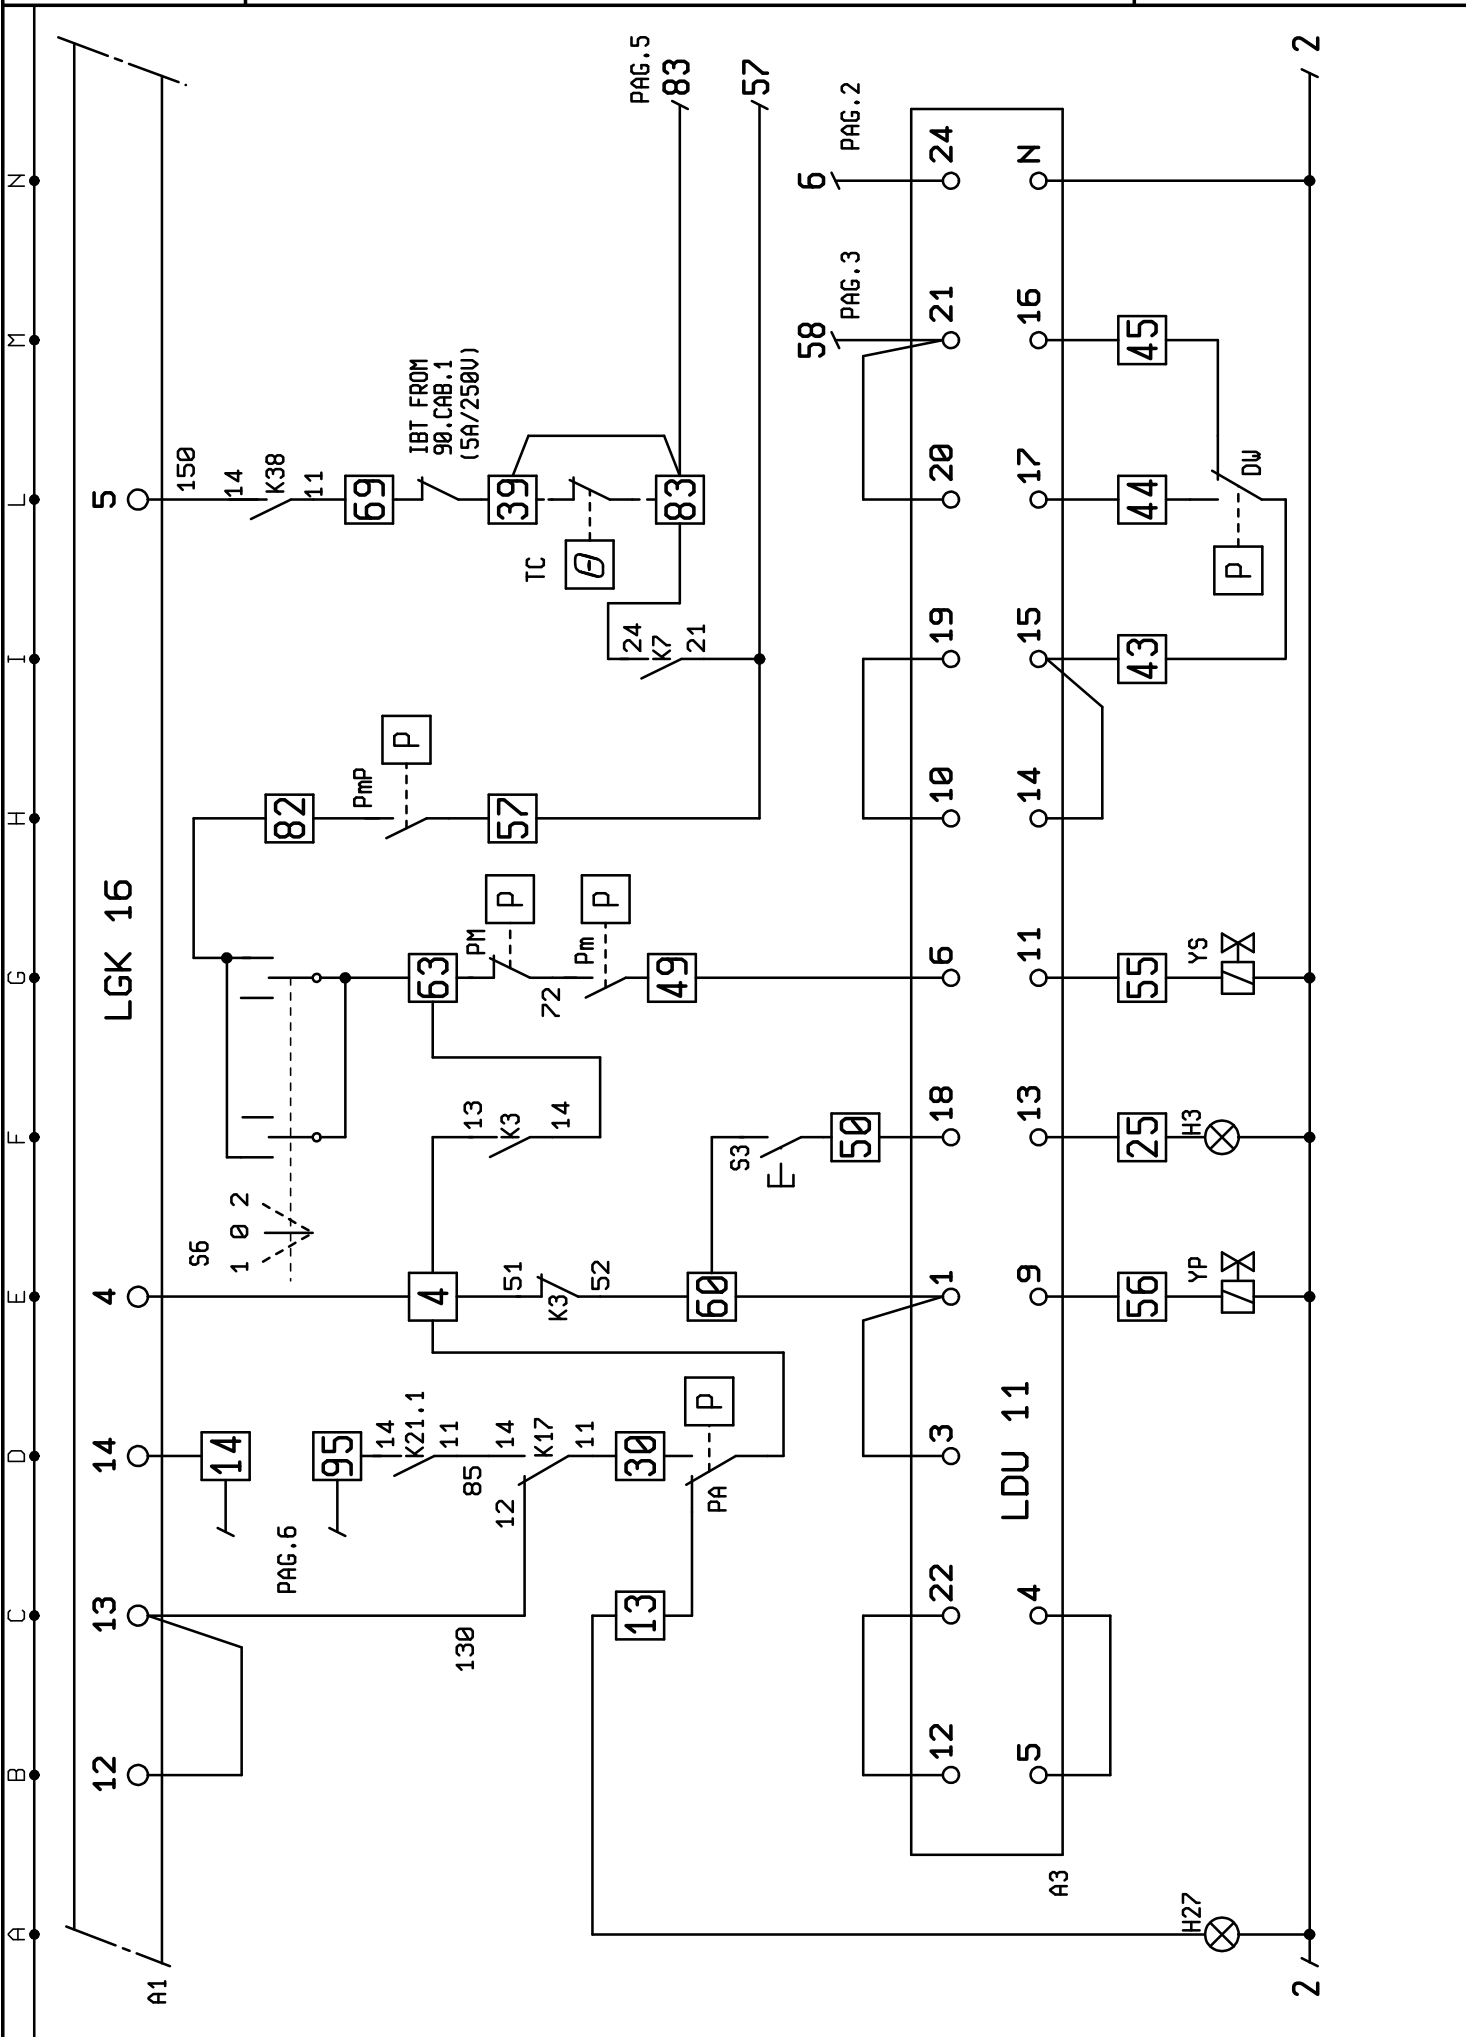 A B C D E F G H I L M N
A1
LGK 16
12 13 14 4 5
150
14
K38
11
69
IBT FROM
90.CAB.1
(5A/250V)
39
TC
θ
83
PAG.5
83
57
24
K7
21
82
PmP
P
57
S6
1 0 2
63
PM
P
72
Pm
P
49
13
K3
14
4
51
K3
52
60
S3
50
14
95
PAG.6
14
K21.1
11
85
14
12
K17
11
130
30
PA
P
13
58
PAG.3
6
PAG.2
12 22 3 1 18 6 10 19 20 21 24
LDU 11
5 4 9 13 11 14 15 17 16 N
A3
56 25 55 43 44 45
H27
YP
H3
YS
P
DW
2
2